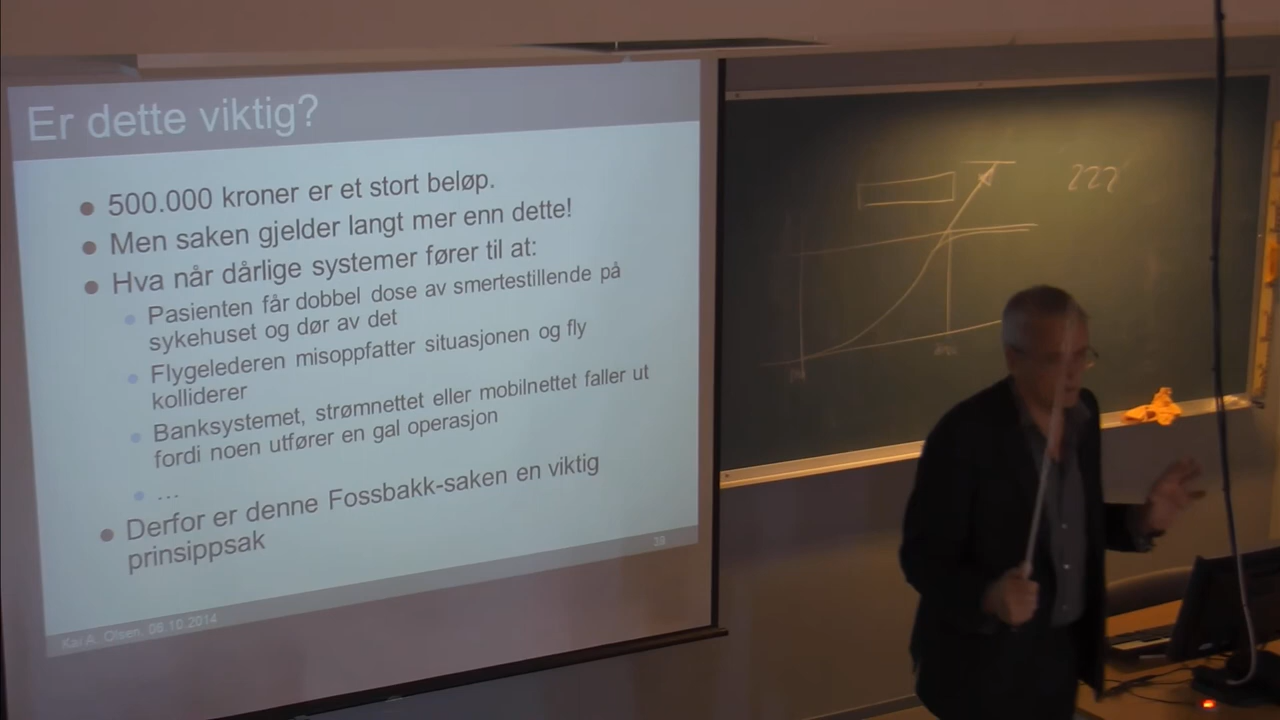 Er dette viktig?
500.000 kroner er et stort beløp.
Men saken gjelder langt mer enn dette!
Hva når dårlige systemer fører til at:
Pasienten får dobbel dose av smertestillende på
sykehuset og dør av det
Flygelederen misoppfatter situasjonen og fly
kolliderer
Banksystemet, strømnettet eller mobilnettet faller ut
fordi noen utfører en gal operasjon
...
Derfor er denne Fossbakk-saken en viktig
prinsippsak
Kai A. Olsen, 08.10.2014
222